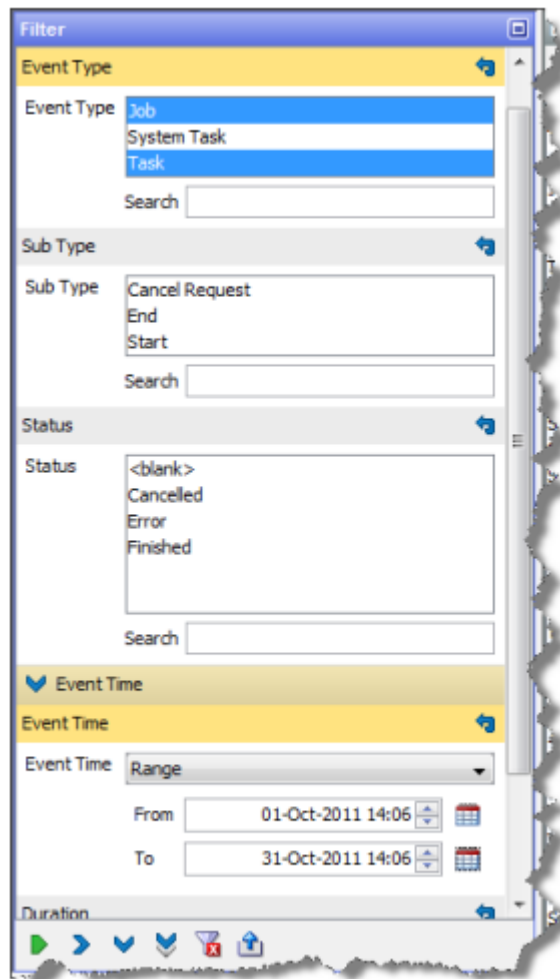 Filter
Event Type
Event Type Job
System Task
Task
Search
Sub Type
Sub Type Cancel Request
End
Start
Search
Status
Status <blank>
Cancelled
Error
Finished
Search
Event Time
Event Time
Event Time Range
From 01-Oct-2011 14:06
To 31-Oct-2011 14:06
Duration